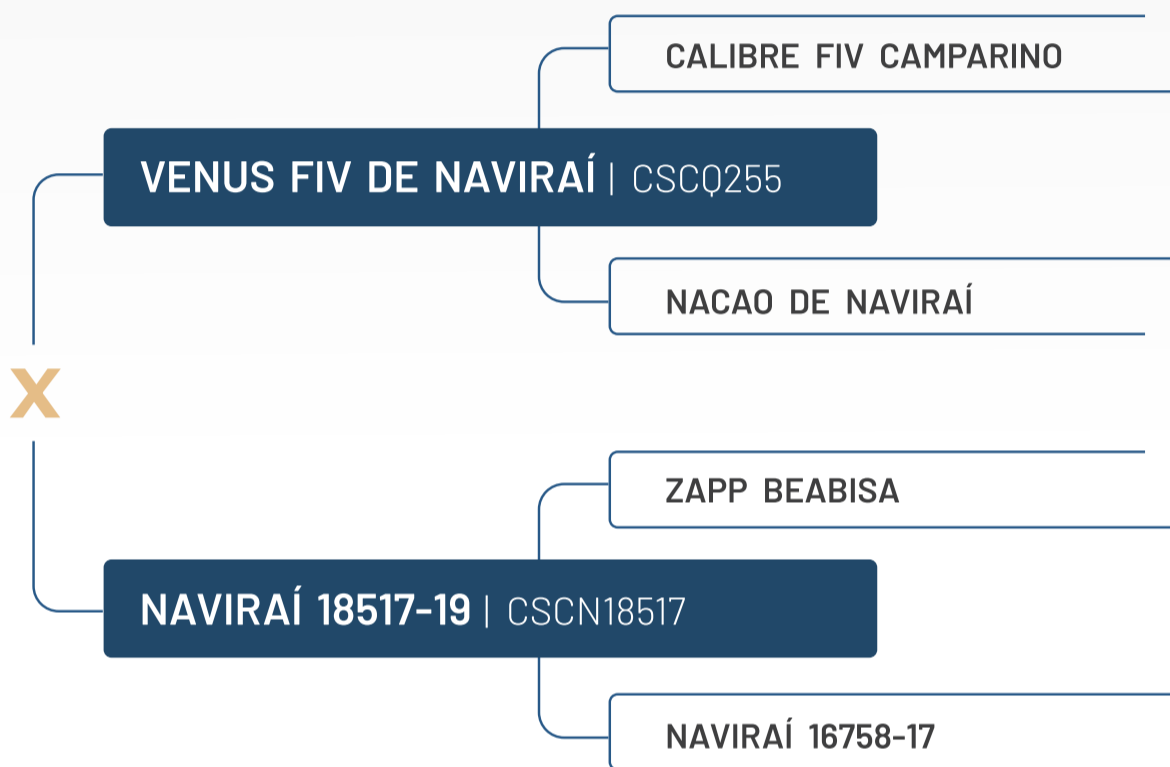 CALIBRE FIV CAMPARINO
VENUS FIV DE NAVIRAÍ | CSCQ255
NACAO DE NAVIRAÍ
X
ZAPP BEABISA
NAVIRAÍ 18517-19 | CSCN18517
NAVIRAÍ 16758-17